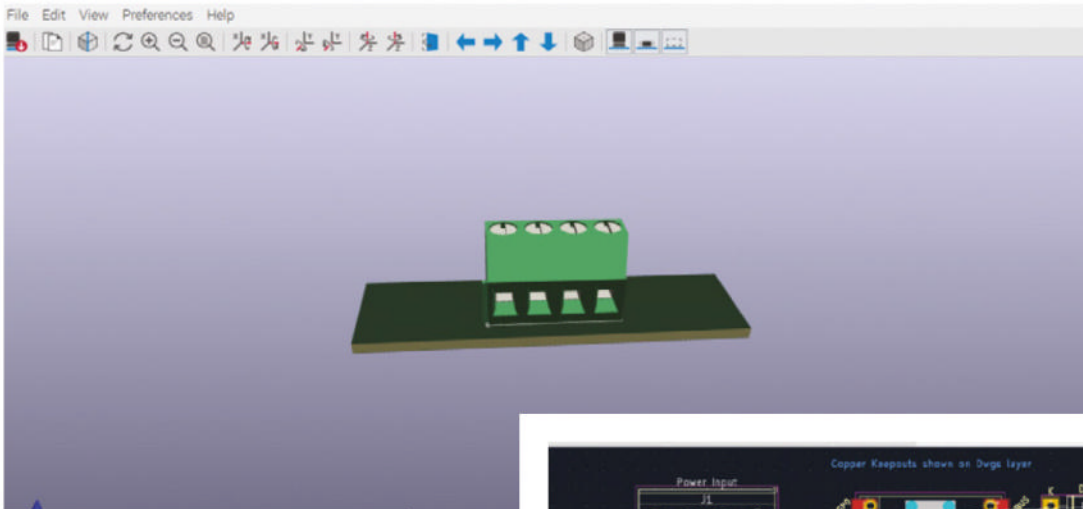 File Edit View Preferences Help
Copper Keepouts shown on Dwgs layer
Power Input
J1
K